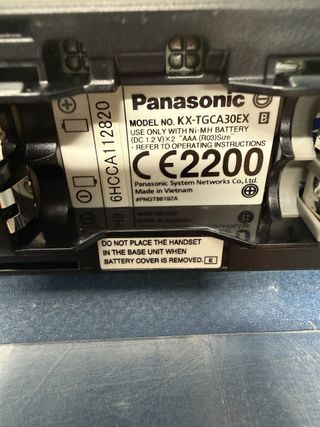 Panasonic
MODEL NO. KX-TGCA30EX B
USE ONLY WITH Ni-MH BATTERY
(DC 1.2 V)×2 "AAA (R03)Size
REFER TO OPERATING INSTRUCTIONS
CE2200
Panasonic System Networks Co., Ltd.
Made in Vietnam
#PNGT8619ZA
6HCCA112820
DO NOT PLACE THE HANDSET
IN THE BASE UNIT WHEN
BATTERY COVER IS REMOVED. E